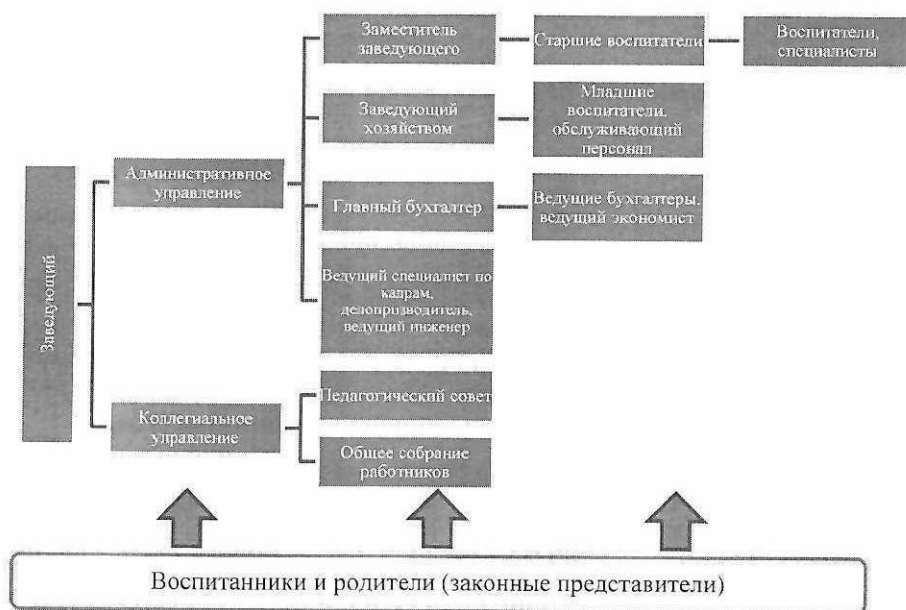 Заведующий
Административное
управление
Заместитель
заведующего
Старшие воспитатели
Воспитатели,
специалисты
Заведующий
хозяйством
Младшие
воспитатели,
обслуживающий
персонал
Главный бухгалтер
Ведущие бухгалтеры,
ведущий экономист
Ведущий специалист по
кадрам,
делопризводитель,
ведущий инженер
Коллегиальное
управление
Педагогический совет
Общее собрание
работников
Воспитанники и родители (законные представители)